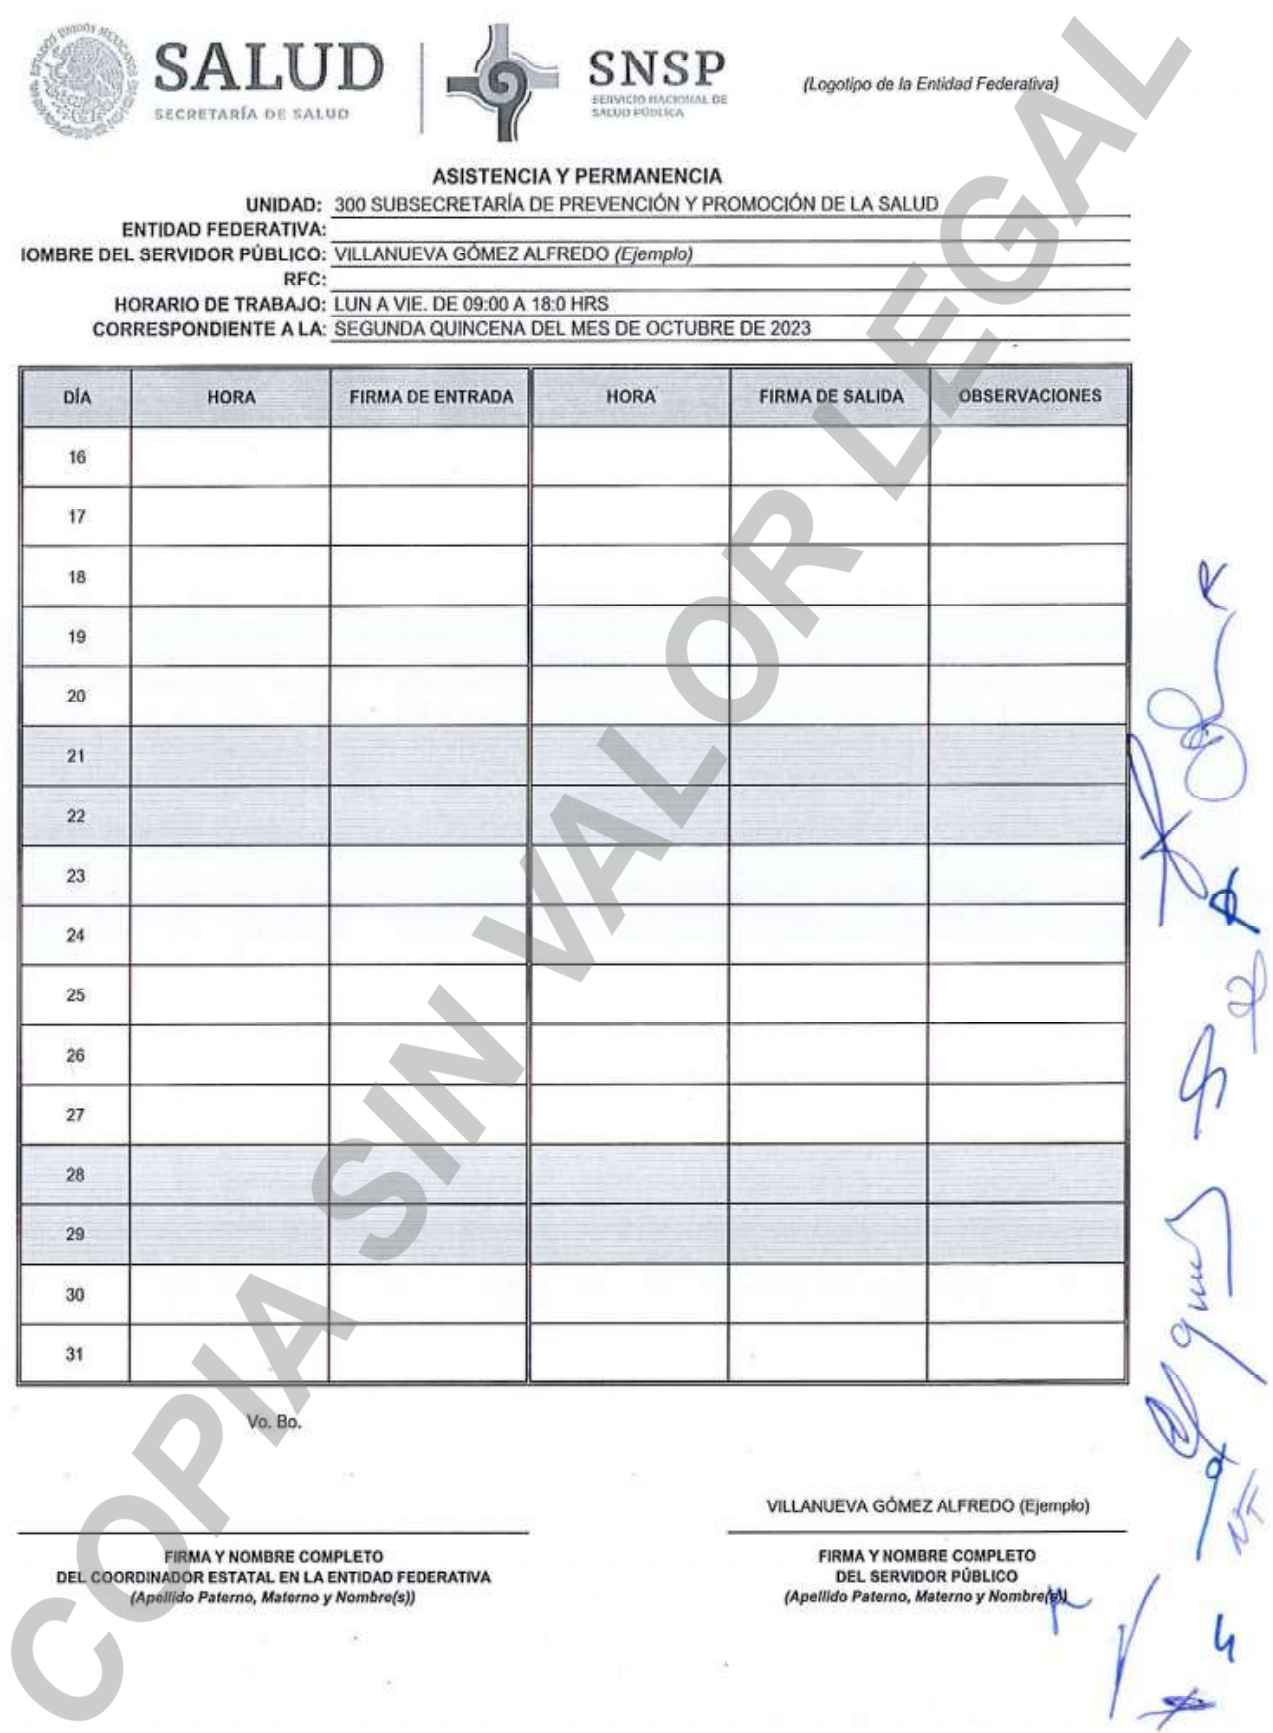 SALUD
SECRETARÍA DE SALUD
SNSP
SERVICIO NACIONAL DE
SALUD PÚBLICA
(Logotipo de la Entidad Federativa)
ASISTENCIA Y PERMANENCIA
UNIDAD: 300 SUBSECRETARÍA DE PREVENCIÓN Y PROMOCIÓN DE LA SALUD
ENTIDAD FEDERATIVA:
IOMBRE DEL SERVIDOR PÚBLICO: VILLANUEVA GÓMEZ ALFREDO (Ejemplo)
RFC:
HORARIO DE TRABAJO: LUN A VIE. DE 09:00 A 18:0 HRS
CORRESPONDIENTE A LA: SEGUNDA QUINCENA DEL MES DE OCTUBRE DE 2023
DÍA HORA FIRMA DE ENTRADA HORA FIRMA DE SALIDA OBSERVACIONES
16
17
18
19
20
21
22
23
24
25
26
27
28
29
30
31
Vo. Bo.
VILLANUEVA GÓMEZ ALFREDO (Ejemplo)
FIRMA Y NOMBRE COMPLETO
DEL COORDINADOR ESTATAL EN LA ENTIDAD FEDERATIVA
(Apellido Paterno, Materno y Nombre(s))
FIRMA Y NOMBRE COMPLETO
DEL SERVIDOR PÚBLICO
(Apellido Paterno, Materno y Nombre(s))
COPIA SIN VALOR LEGAL